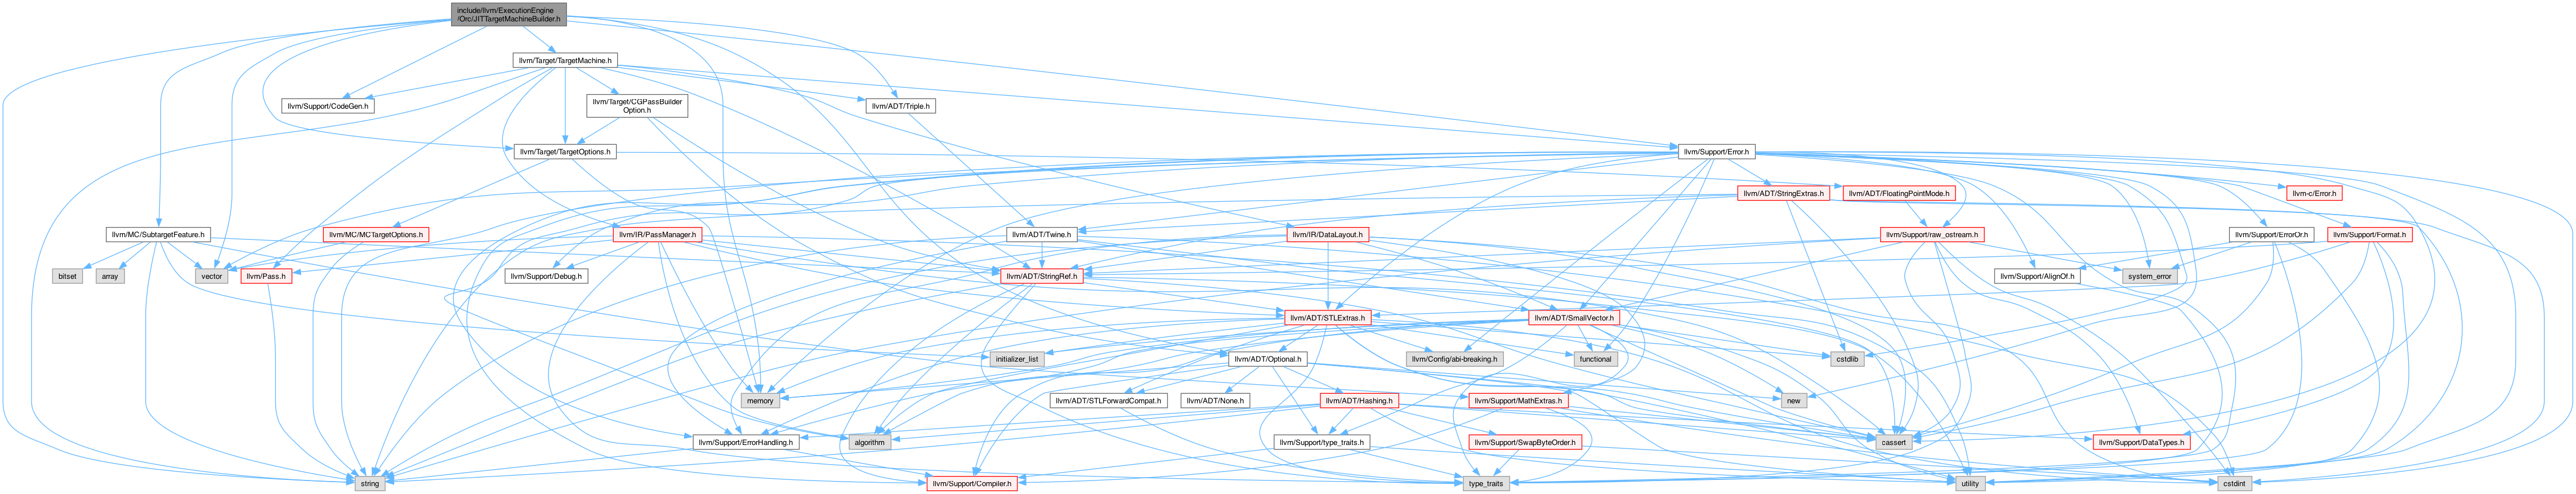 include/llvm/ExecutionEngine
/Orc/JITTargetMachineBuilder.h
llvm/Target/TargetMachine.h
llvm/Support/CodeGen.h
llvm/Target/CGPassBuilder
Option.h
llvm/ADT/Triple.h
llvm/Target/TargetOptions.h
llvm/Support/Error.h
llvm/ADT/StringExtras.h
llvm/ADT/FloatingPointMode.h
llvm-c/Error.h
llvm/MC/SubtargetFeature.h
llvm/MC/MCTargetOptions.h
llvm/IR/PassManager.h
llvm/ADT/Twine.h
llvm/IR/DataLayout.h
llvm/Support/raw_ostream.h
llvm/Support/ErrorOr.h
llvm/Support/Format.h
bitset
array
vector
llvm/Pass.h
llvm/Support/Debug.h
llvm/ADT/StringRef.h
llvm/Support/AlignOf.h
system_error
llvm/ADT/STLExtras.h
llvm/ADT/SmallVector.h
initializer_list
llvm/ADT/Optional.h
llvm/Config/abi-breaking.h
functional
cstdlib
memory
llvm/ADT/STLForwardCompat.h
llvm/ADT/None.h
llvm/ADT/Hashing.h
llvm/Support/MathExtras.h
new
llvm/Support/ErrorHandling.h
algorithm
llvm/Support/type_traits.h
llvm/Support/SwapByteOrder.h
cassert
llvm/Support/DataTypes.h
string
llvm/Support/Compiler.h
type_traits
utility
cstdint